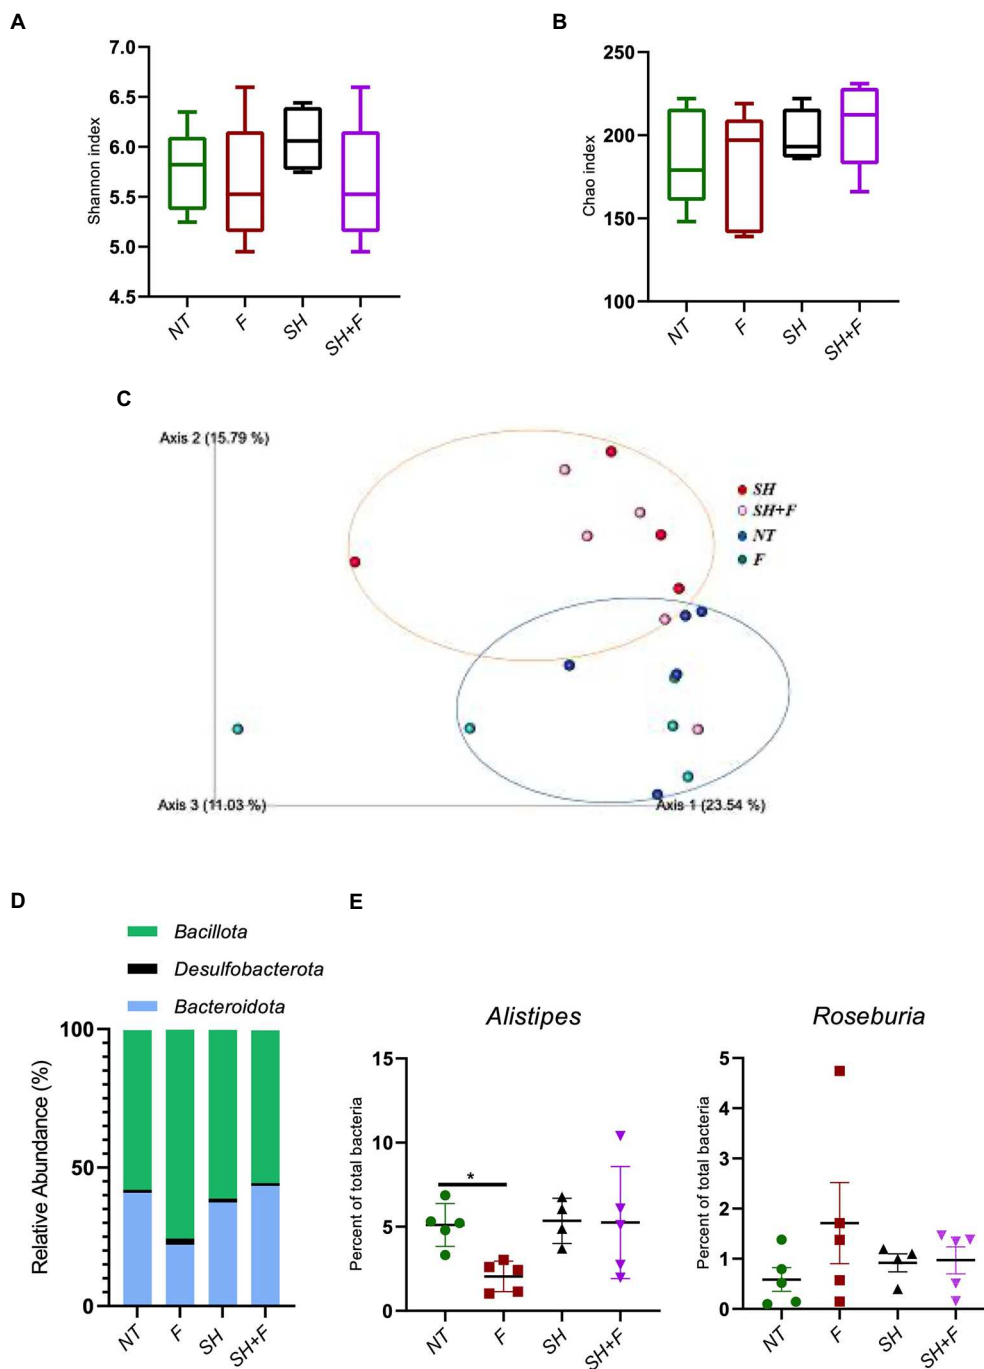 A
Shannon index
7.0
6.5
6.0
5.5
5.0
4.5
NT
F
SH
SH+F
B
Chao index
250
200
150
100
NT
F
SH
SH+F
C
Axis 2 (15.79 %)
SH
SH+F
NT
F
Axis 3 (11.03 %)
Axis 1 (23.54 %)
D
Bacillota
Desulfobacterota
Bacteroidota
Relative Abundance (%)
100
50
0
NT
F
SH
SH+F
E
Alistipes
Percent of total bacteria
15
10
5
0
*
NT
F
SH
SH+F
Roseburia
Percent of total bacteria
5
4
3
2
1
0
NT
F
SH
SH+F